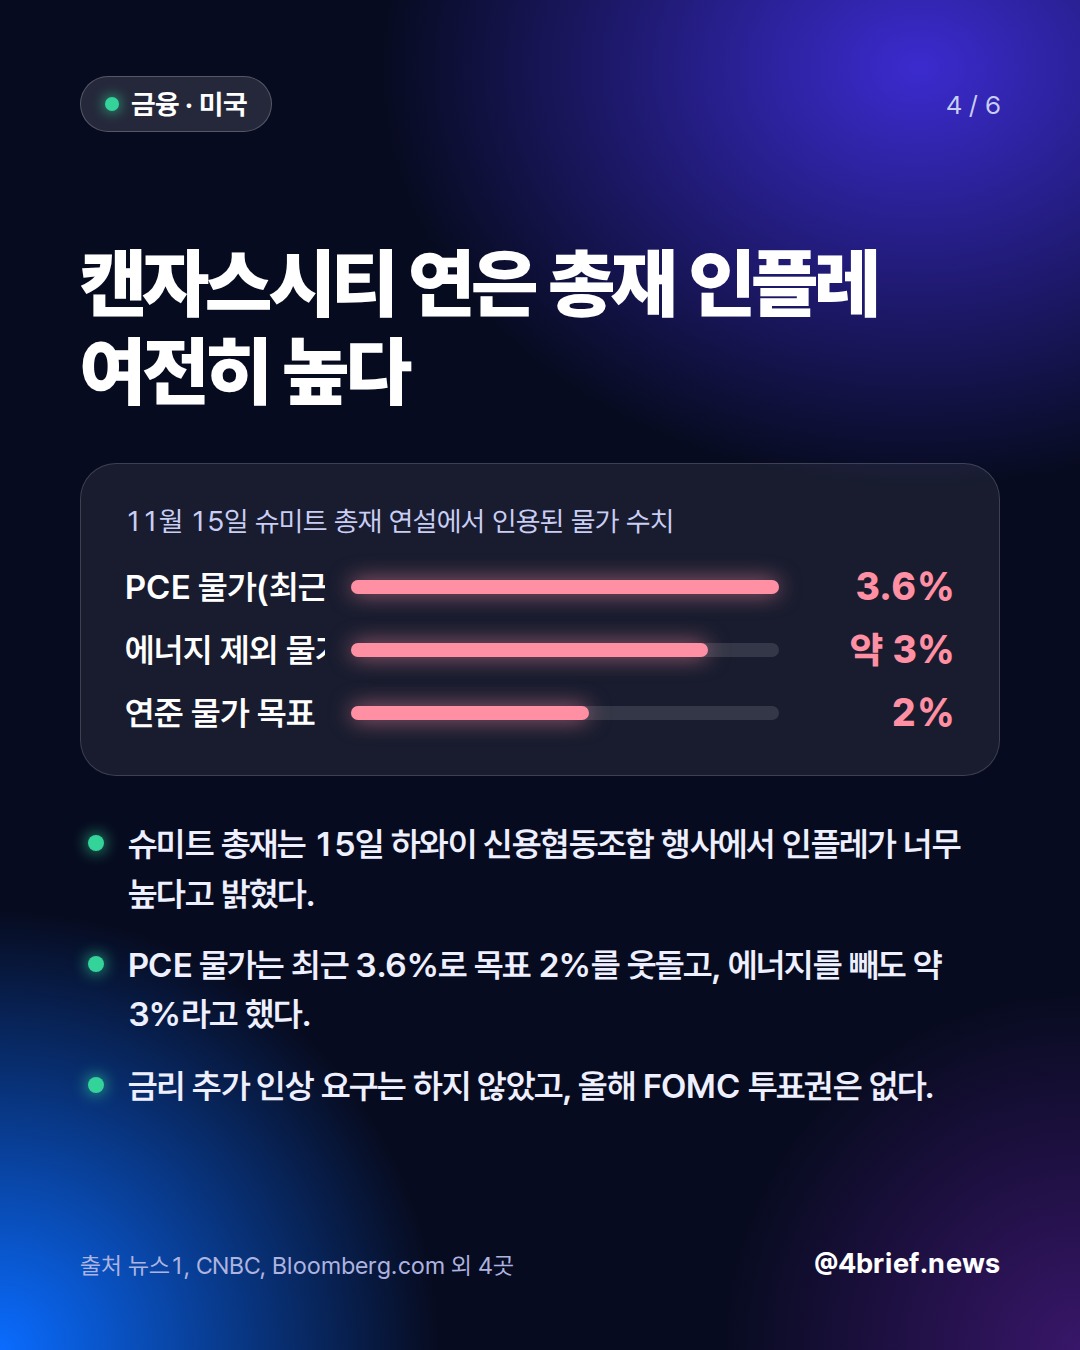 금융 · 미국
4 / 6
캔자스시티 연은 총재 인플레
여전히 높다
11월 15일 슈미트 총재 연설에서 인용된 물가 수치
PCE 물가(최근
3.6%
에너지 제외 물
약 3%
연준 물가 목표
2%
슈미트 총재는 15일 하와이 신용협동조합 행사에서 인플레가 너무
높다고 밝혔다.
PCE 물가는 최근 3.6%로 목표 2%를 웃돌고, 에너지를 빼도 약
3%라고 했다.
금리 추가 인상 요구는 하지 않았고, 올해 FOMC 투표권은 없다.
출처 뉴스1, CNBC, Bloomberg.com 외 4곳
@4brief.news